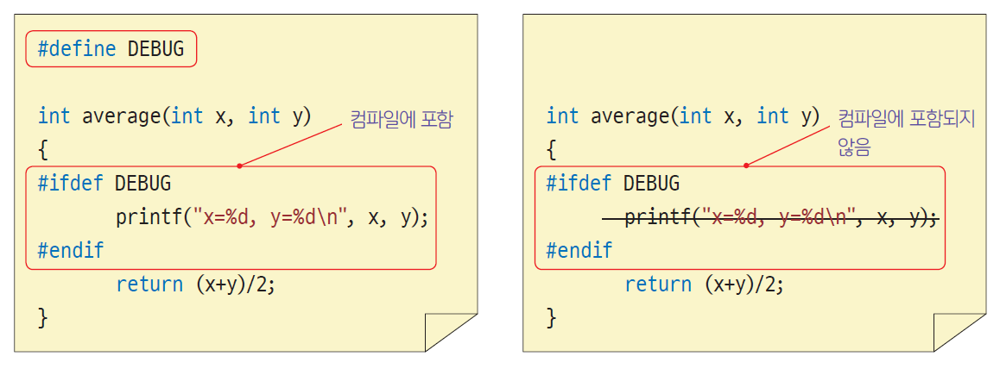 #define DEBUG
int average(int x, int y)
컴파일에 포함
{
#ifdef DEBUG
printf("x=%d, y=%d\n", x, y);
#endif
return (x+y)/2;
}
int average(int x, int y)
컴파일에 포함되지
않음
{
#ifdef DEBUG
printf("x=%d, y=%d\n", x, y);
#endif
return (x+y)/2;
}